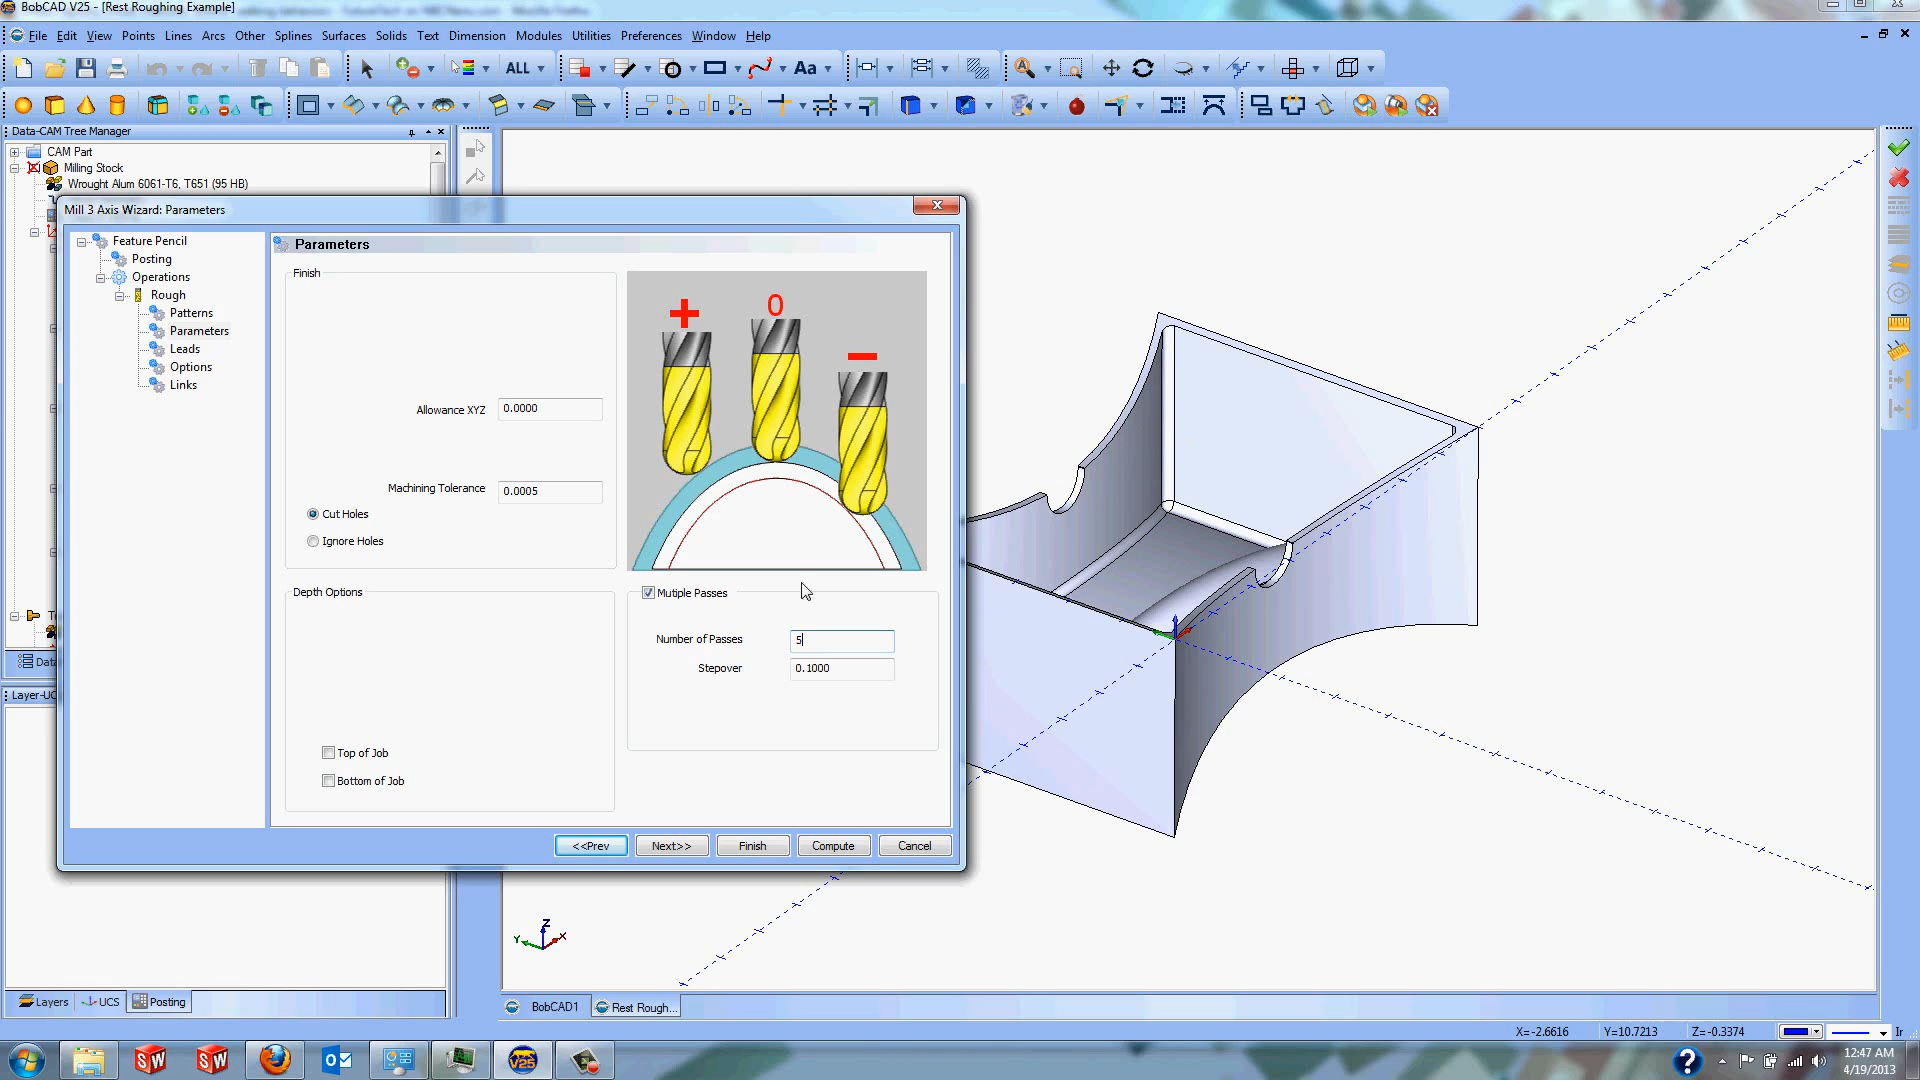 BobCAD V25 - [Rest Roughing Example]
File Edit View Points Lines Arcs Other Splines Surfaces Solids Text Dimension Modules Utilities Preferences Window Help
ALL
Aa
Data-CAM Tree Manager
CAM Part
Milling Stock
Wrought Alum 6061-T6, T651 (95 HB)
Mill 3 Axis Wizard: Parameters
Feature Pencil
Posting
Operations
Rough
Patterns
Parameters
Leads
Options
Links
Parameters
Finish
Allowance XYZ 0.0000
Machining Tolerance 0.0005
Cut Holes
Ignore Holes
+ 0 −
Depth Options
Top of Job
Bottom of Job
Mutiple Passes
Number of Passes 5
Stepover 0.1000
<<Prev Next>> Finish Compute Cancel
Layer-UC
Z
Y X
Layers UCS Posting
BobCAD1 Rest Rough...
X=-2.6616 Y=10.7213 Z=-0.3374
SW SW V25
12:47 AM
4/19/2013